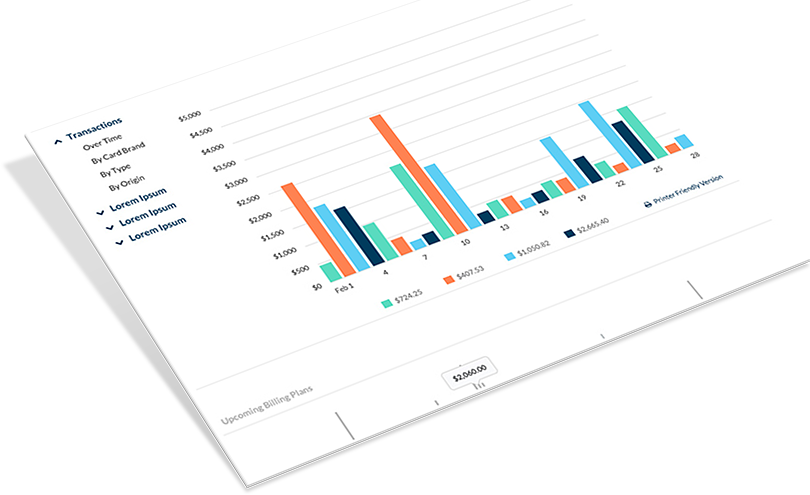 Transactions
Over Time
By Card Brand
By Type
By Origin
Lorem Ipsum
Lorem Ipsum
Lorem Ipsum
$5,000
$4,500
$4,000
$3,500
$3,000
$2,500
$2,000
$1,500
$1,000
$500
$0
Feb 1
4
7
10
13
16
19
22
25
28
Printer Friendly Version
$724.25
$407.53
$1,050.82
$2,665.40
Upcoming Billing Plans
$2,060.00